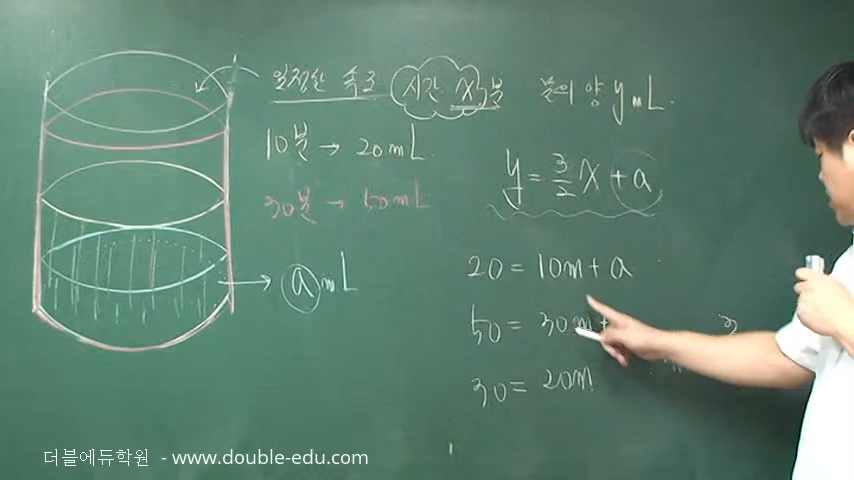 일정한 속도 시간 x분 물의 양 y mL.
10분 → 20mL
30분 → 50mL
y = 3/2 x + a
a mL
20 = 10m + a
50 = 30m +
30 = 20m
더블에듀학원 - www.double-edu.com